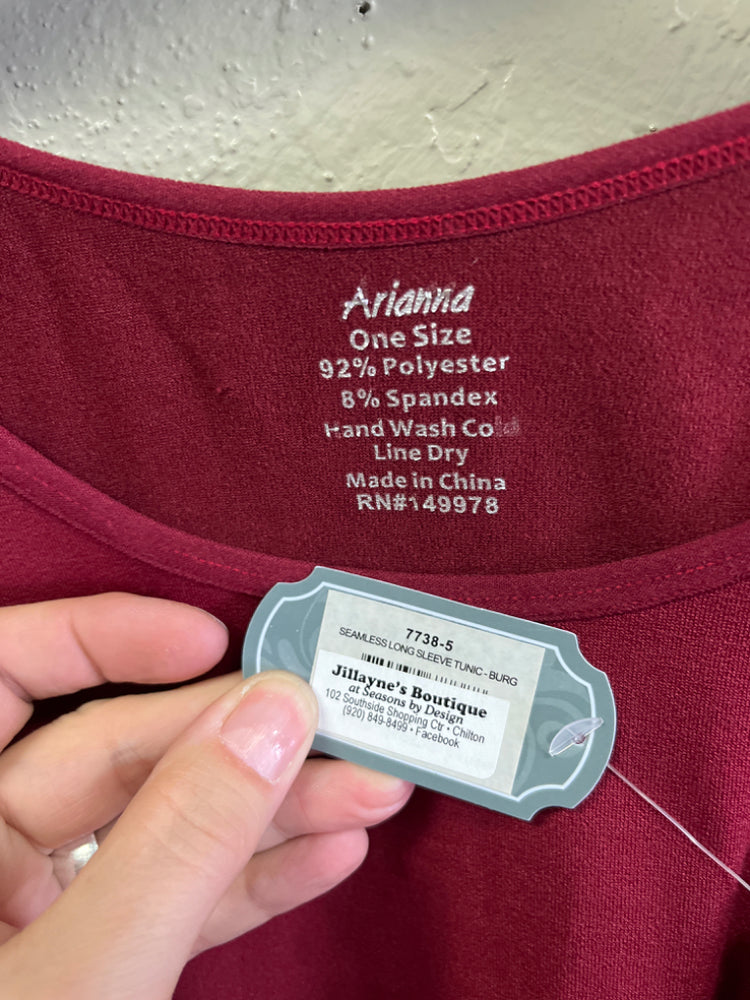 Arianna
One Size
92% Polyester
8% Spandex
Hand Wash Cold
Line Dry
Made in China
RN#149978
7738-5
SEAMLESS LONG SLEEVE TUNIC - BURG
Jillayne's Boutique
at Seasons by Design
102 Southside Shopping Ctr • Chilton
(920) 849-8499 • Facebook